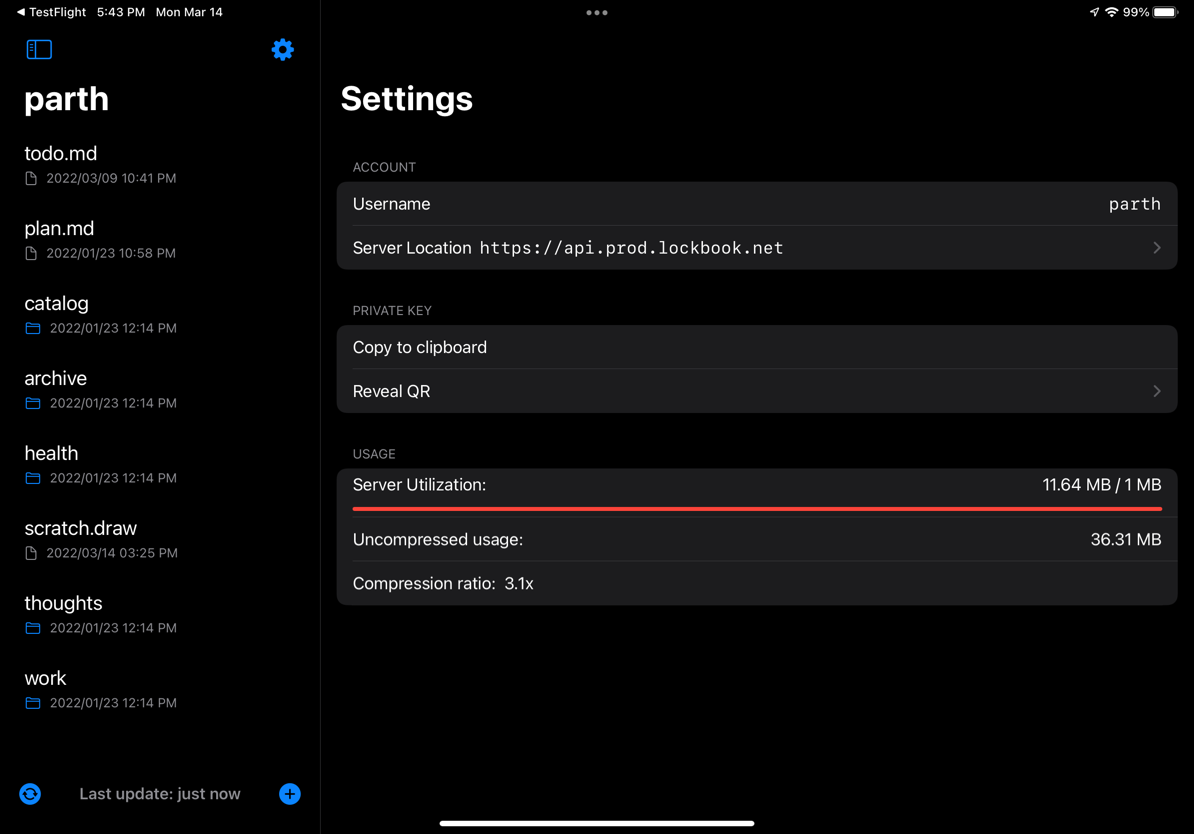 ◀ TestFlight 5:43 PM Mon Mar 14
99%
parth
todo.md
2022/03/09 10:41 PM
plan.md
2022/01/23 10:58 PM
catalog
2022/01/23 12:14 PM
archive
2022/01/23 12:14 PM
health
2022/01/23 12:14 PM
scratch.draw
2022/03/14 03:25 PM
thoughts
2022/01/23 12:14 PM
work
2022/01/23 12:14 PM
Last update: just now
Settings
ACCOUNT
Username parth
Server Location https://api.prod.lockbook.net
PRIVATE KEY
Copy to clipboard
Reveal QR
USAGE
Server Utilization: 11.64 MB / 1 MB
Uncompressed usage: 36.31 MB
Compression ratio: 3.1x